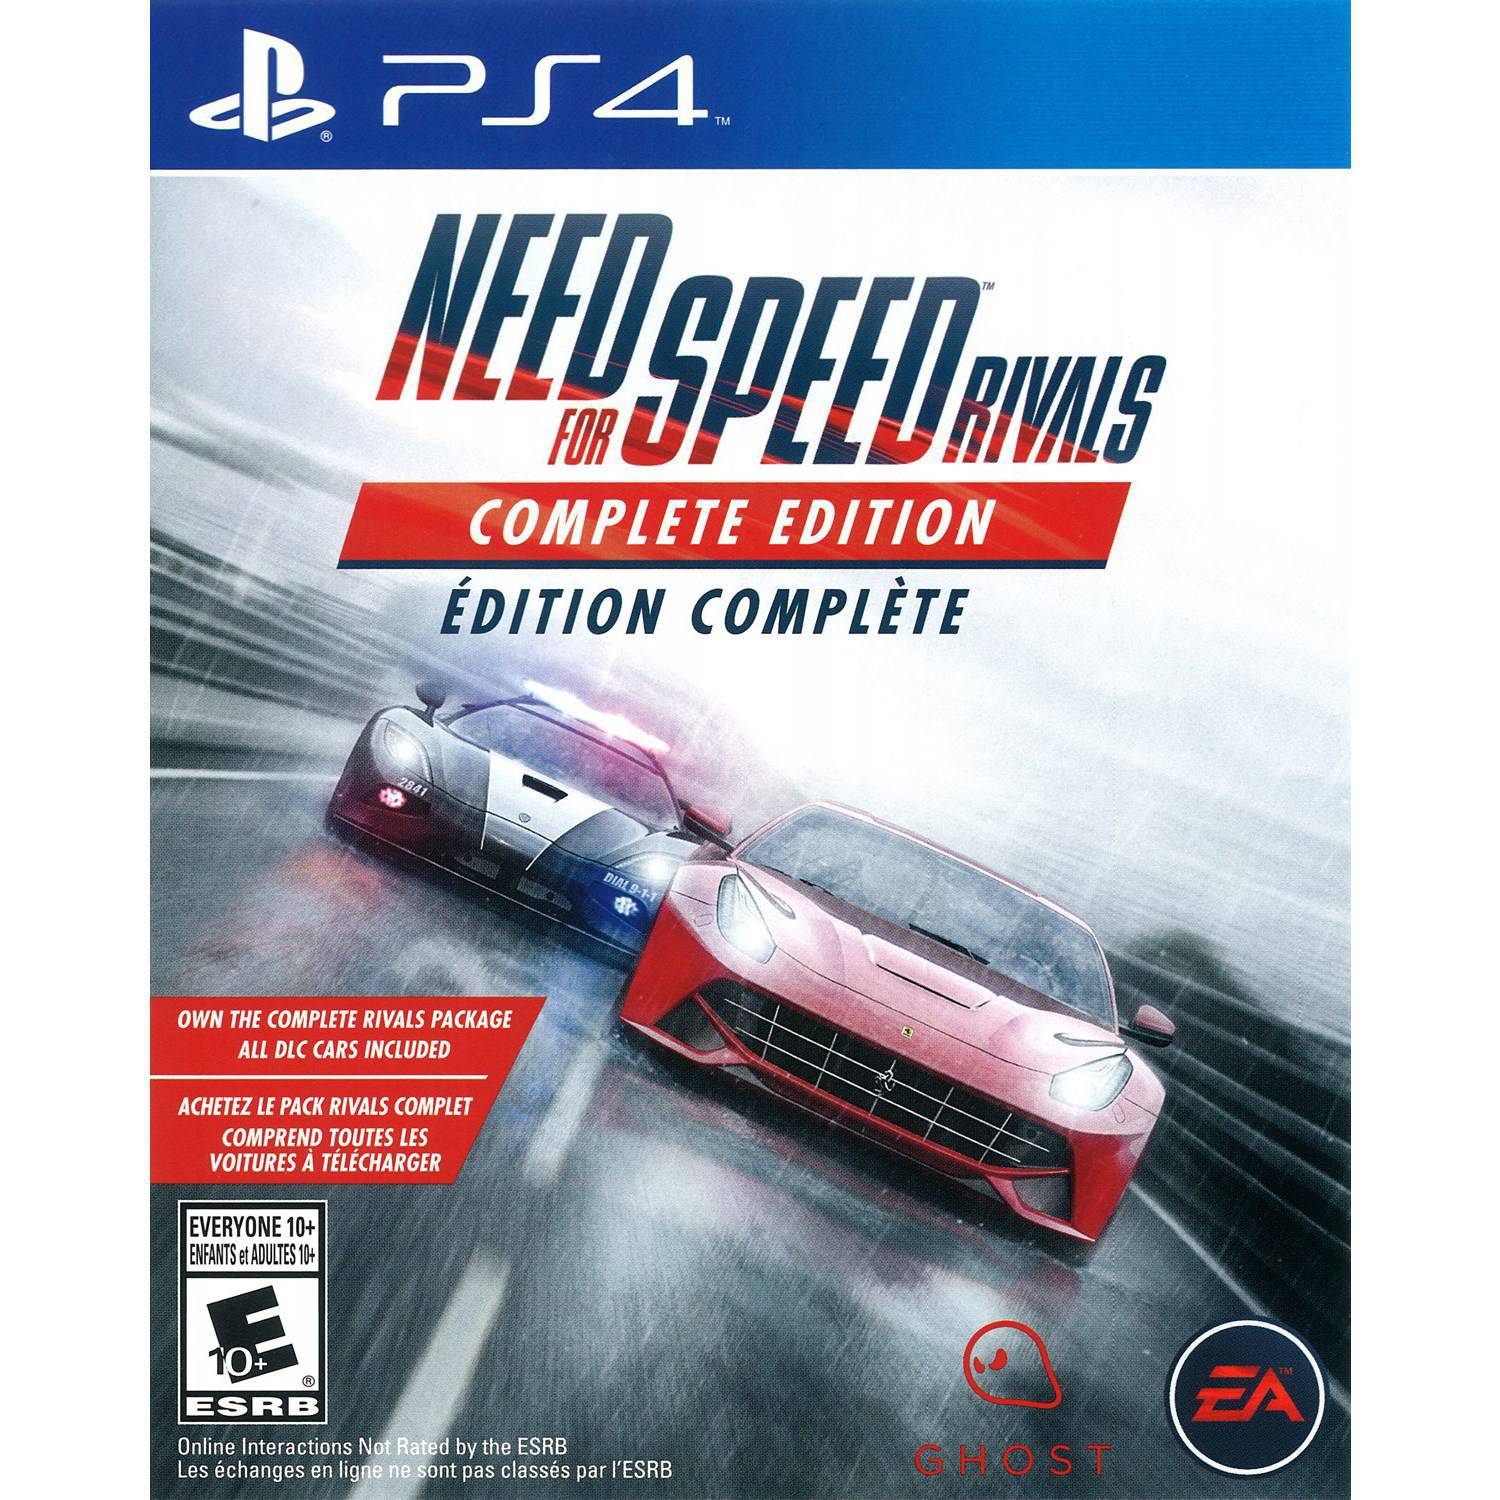 PS4™
NEED
FOR SPEED™ RIVALS
COMPLETE EDITION
ÉDITION COMPLÈTE
2841
DIAL 9-1-1
OWN THE COMPLETE RIVALS PACKAGE
ALL DLC CARS INCLUDED
ACHETEZ LE PACK RIVALS COMPLET
COMPREND TOUTES LES
VOITURES À TÉLÉCHARGER
EVERYONE 10+
ENFANTS et ADULTES 10+
E
10+
®
ESRB
GHOST
EA™
Online Interactions Not Rated by the ESRB
Les échanges en ligne ne sont pas classés par l'ESRB